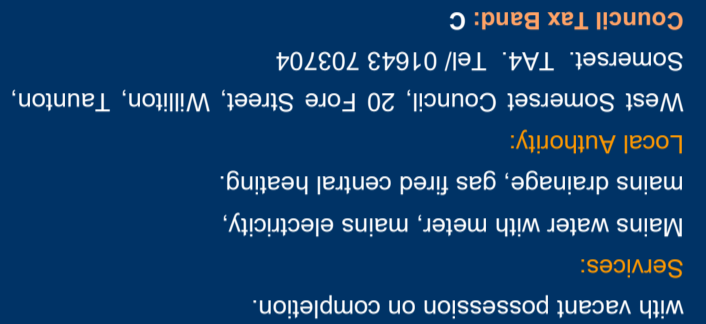 with vacant possession on completion.
Services:
Mains water with meter, mains electricity,
mains drainage, gas fired central heating.
Local Authority:
West Somerset Council, 20 Fore Street, Williton, Taunton,
Somerset.  TA4.  Tel/ 01643 703704
Council Tax Band: C